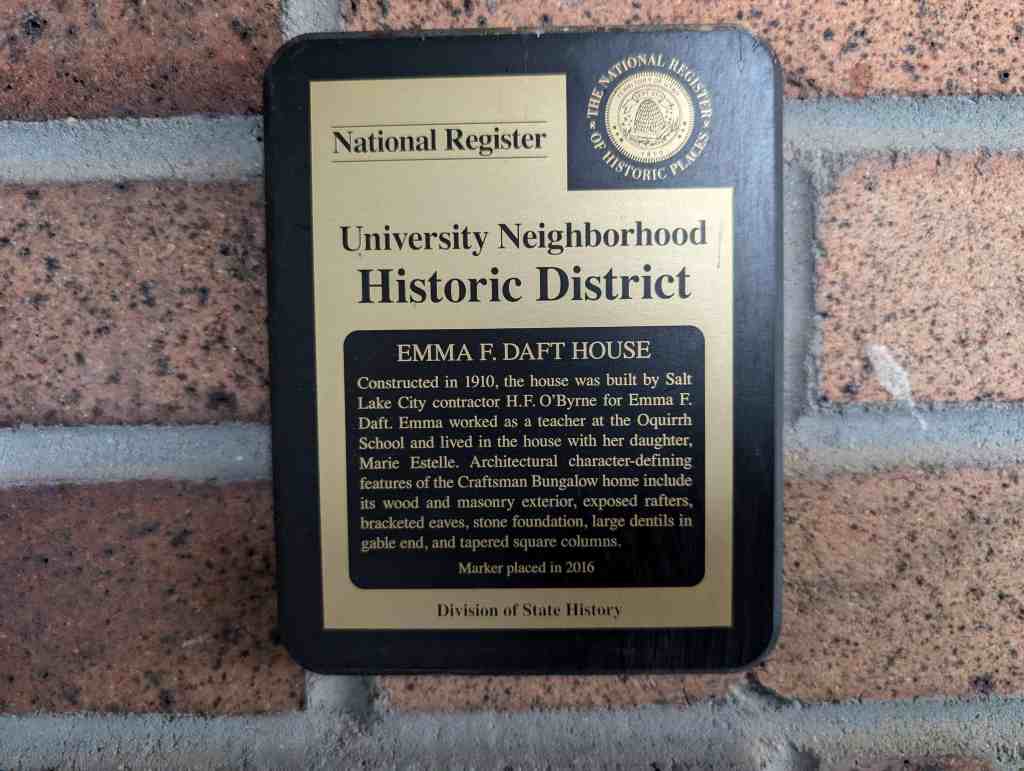 THE NATIONAL REGISTER
OF HISTORIC PLACES
National Register
University Neighborhood
Historic District
EMMA F. DAFT HOUSE
Constructed in 1910, the house was built by Salt
Lake City contractor H.F. O'Byrne for Emma F.
Daft. Emma worked as a teacher at the Oquirrh
School and lived in the house with her daughter,
Marie Estelle. Architectural character-defining
features of the Craftsman Bungalow home include
its wood and masonry exterior, exposed rafters,
bracketed eaves, stone foundation, large dentils in
gable end, and tapered square columns.
Marker placed in 2016
Division of State History